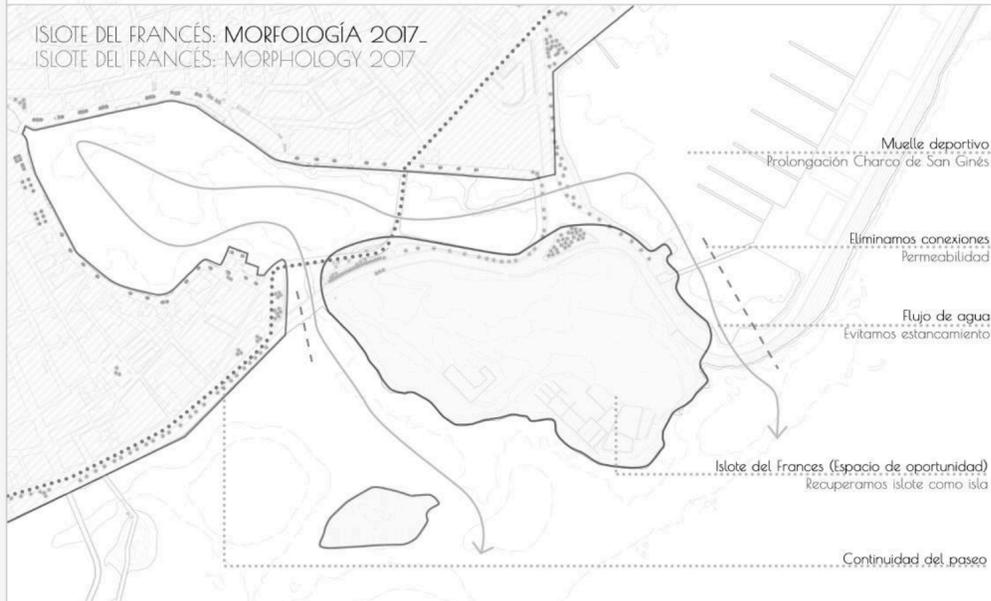 ISLOTE DEL FRANCÉS: MORFOLOGÍA 2017_
ISLOTE DEL FRANCÉS: MORPHOLOGY 2017
Muelle deportivo
Prolongación Charco de San Ginés
Eliminamos conexiones
Permeabilidad
Flujo de agua
Evitamos estancamiento
Islote del Frances (Espacio de oportunidad)
Recuperamos islote como isla
Continuidad del paseo